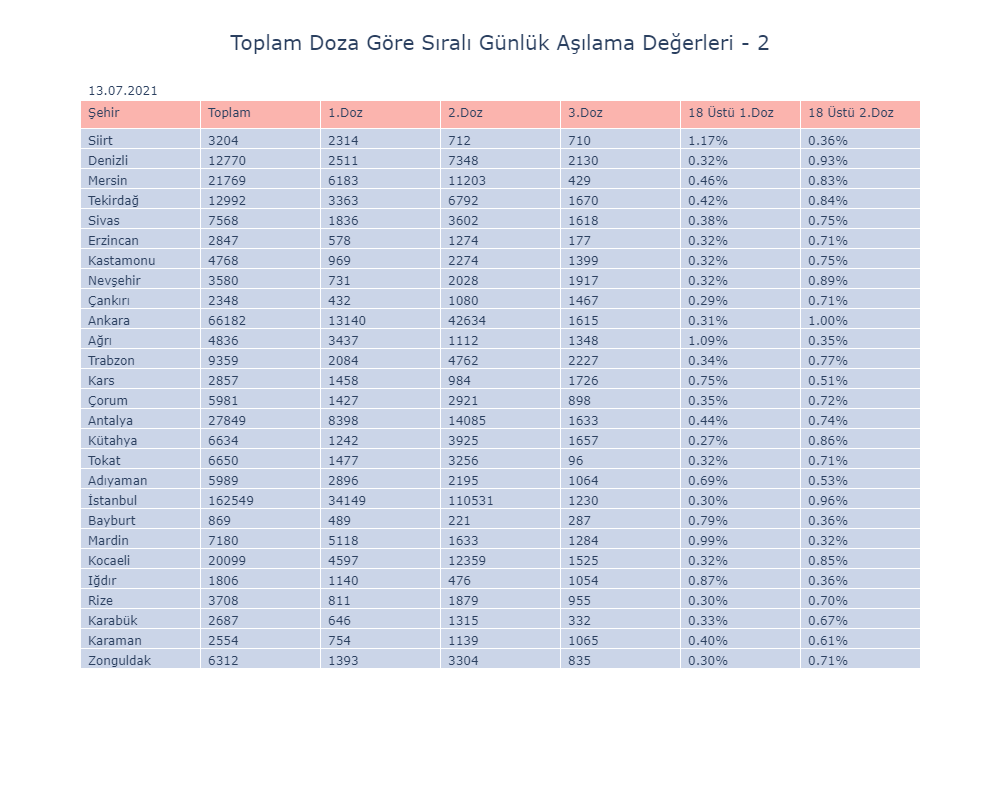 Toplam Doza Göre Sıralı Günlük Aşılama Değerleri - 2
13.07.2021
Şehir Toplam 1.Doz 2.Doz 3.Doz 18 Üstü 1.Doz 18 Üstü 2.Doz
Siirt 3204 2314 712 710 1.17% 0.36%
Denizli 12770 2511 7348 2130 0.32% 0.93%
Mersin 21769 6183 11203 429 0.46% 0.83%
Tekirdağ 12992 3363 6792 1670 0.42% 0.84%
Sivas 7568 1836 3602 1618 0.38% 0.75%
Erzincan 2847 578 1274 177 0.32% 0.71%
Kastamonu 4768 969 2274 1399 0.32% 0.75%
Nevşehir 3580 731 2028 1917 0.32% 0.89%
Çankırı 2348 432 1080 1467 0.29% 0.71%
Ankara 66182 13140 42634 1615 0.31% 1.00%
Ağrı 4836 3437 1112 1348 1.09% 0.35%
Trabzon 9359 2084 4762 2227 0.34% 0.77%
Kars 2857 1458 984 1726 0.75% 0.51%
Çorum 5981 1427 2921 898 0.35% 0.72%
Antalya 27849 8398 14085 1633 0.44% 0.74%
Kütahya 6634 1242 3925 1657 0.27% 0.86%
Tokat 6650 1477 3256 96 0.32% 0.71%
Adıyaman 5989 2896 2195 1064 0.69% 0.53%
İstanbul 162549 34149 110531 1230 0.30% 0.96%
Bayburt 869 489 221 287 0.79% 0.36%
Mardin 7180 5118 1633 1284 0.99% 0.32%
Kocaeli 20099 4597 12359 1525 0.32% 0.85%
Iğdır 1806 1140 476 1054 0.87% 0.36%
Rize 3708 811 1879 955 0.30% 0.70%
Karabük 2687 646 1315 332 0.33% 0.67%
Karaman 2554 754 1139 1065 0.40% 0.61%
Zonguldak 6312 1393 3304 835 0.30% 0.71%